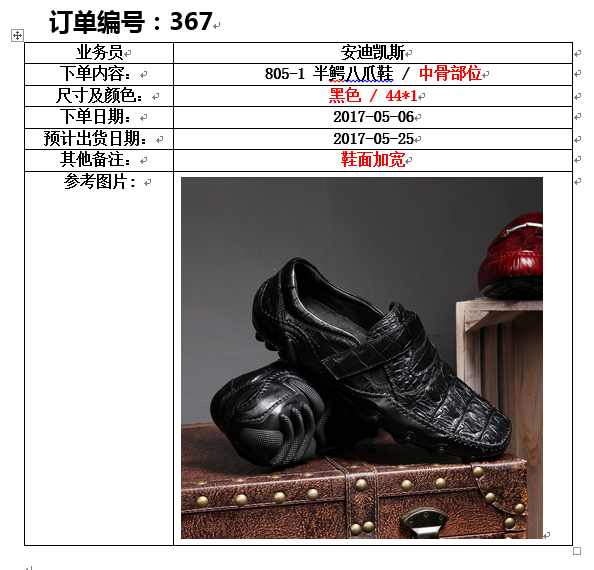 订单编号：367
业务员 安迪凯斯
下单内容： 805-1 半鳄八爪鞋 / 中骨部位
尺寸及颜色： 黑色 / 44*1
下单日期： 2017-05-06
预计出货日期： 2017-05-25
其他备注： 鞋面加宽
参考图片：